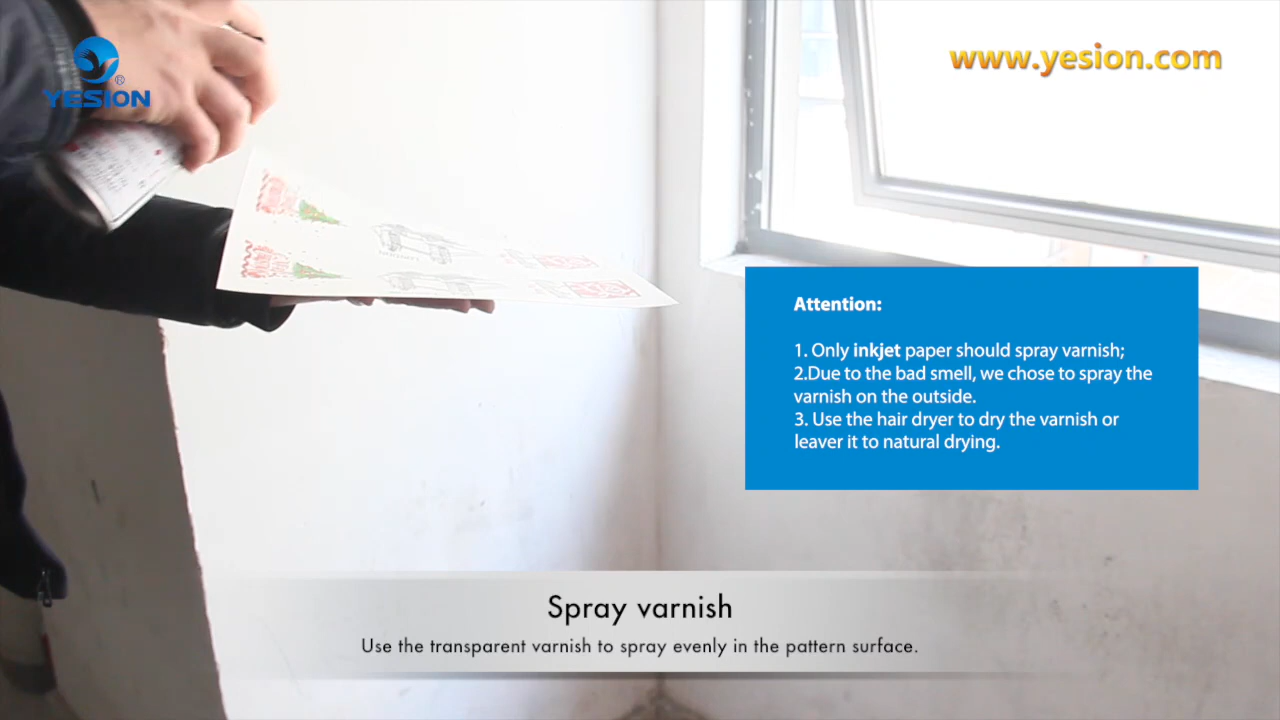 YESION®
www.yesion.com
Attention:
1. Only inkjet paper should spray varnish;
2.Due to the bad smell, we chose to spray the
varnish on the outside.
3. Use the hair dryer to dry the varnish or
leaver it to natural drying.
Spray varnish
Use the transparent varnish to spray evenly in the pattern surface.